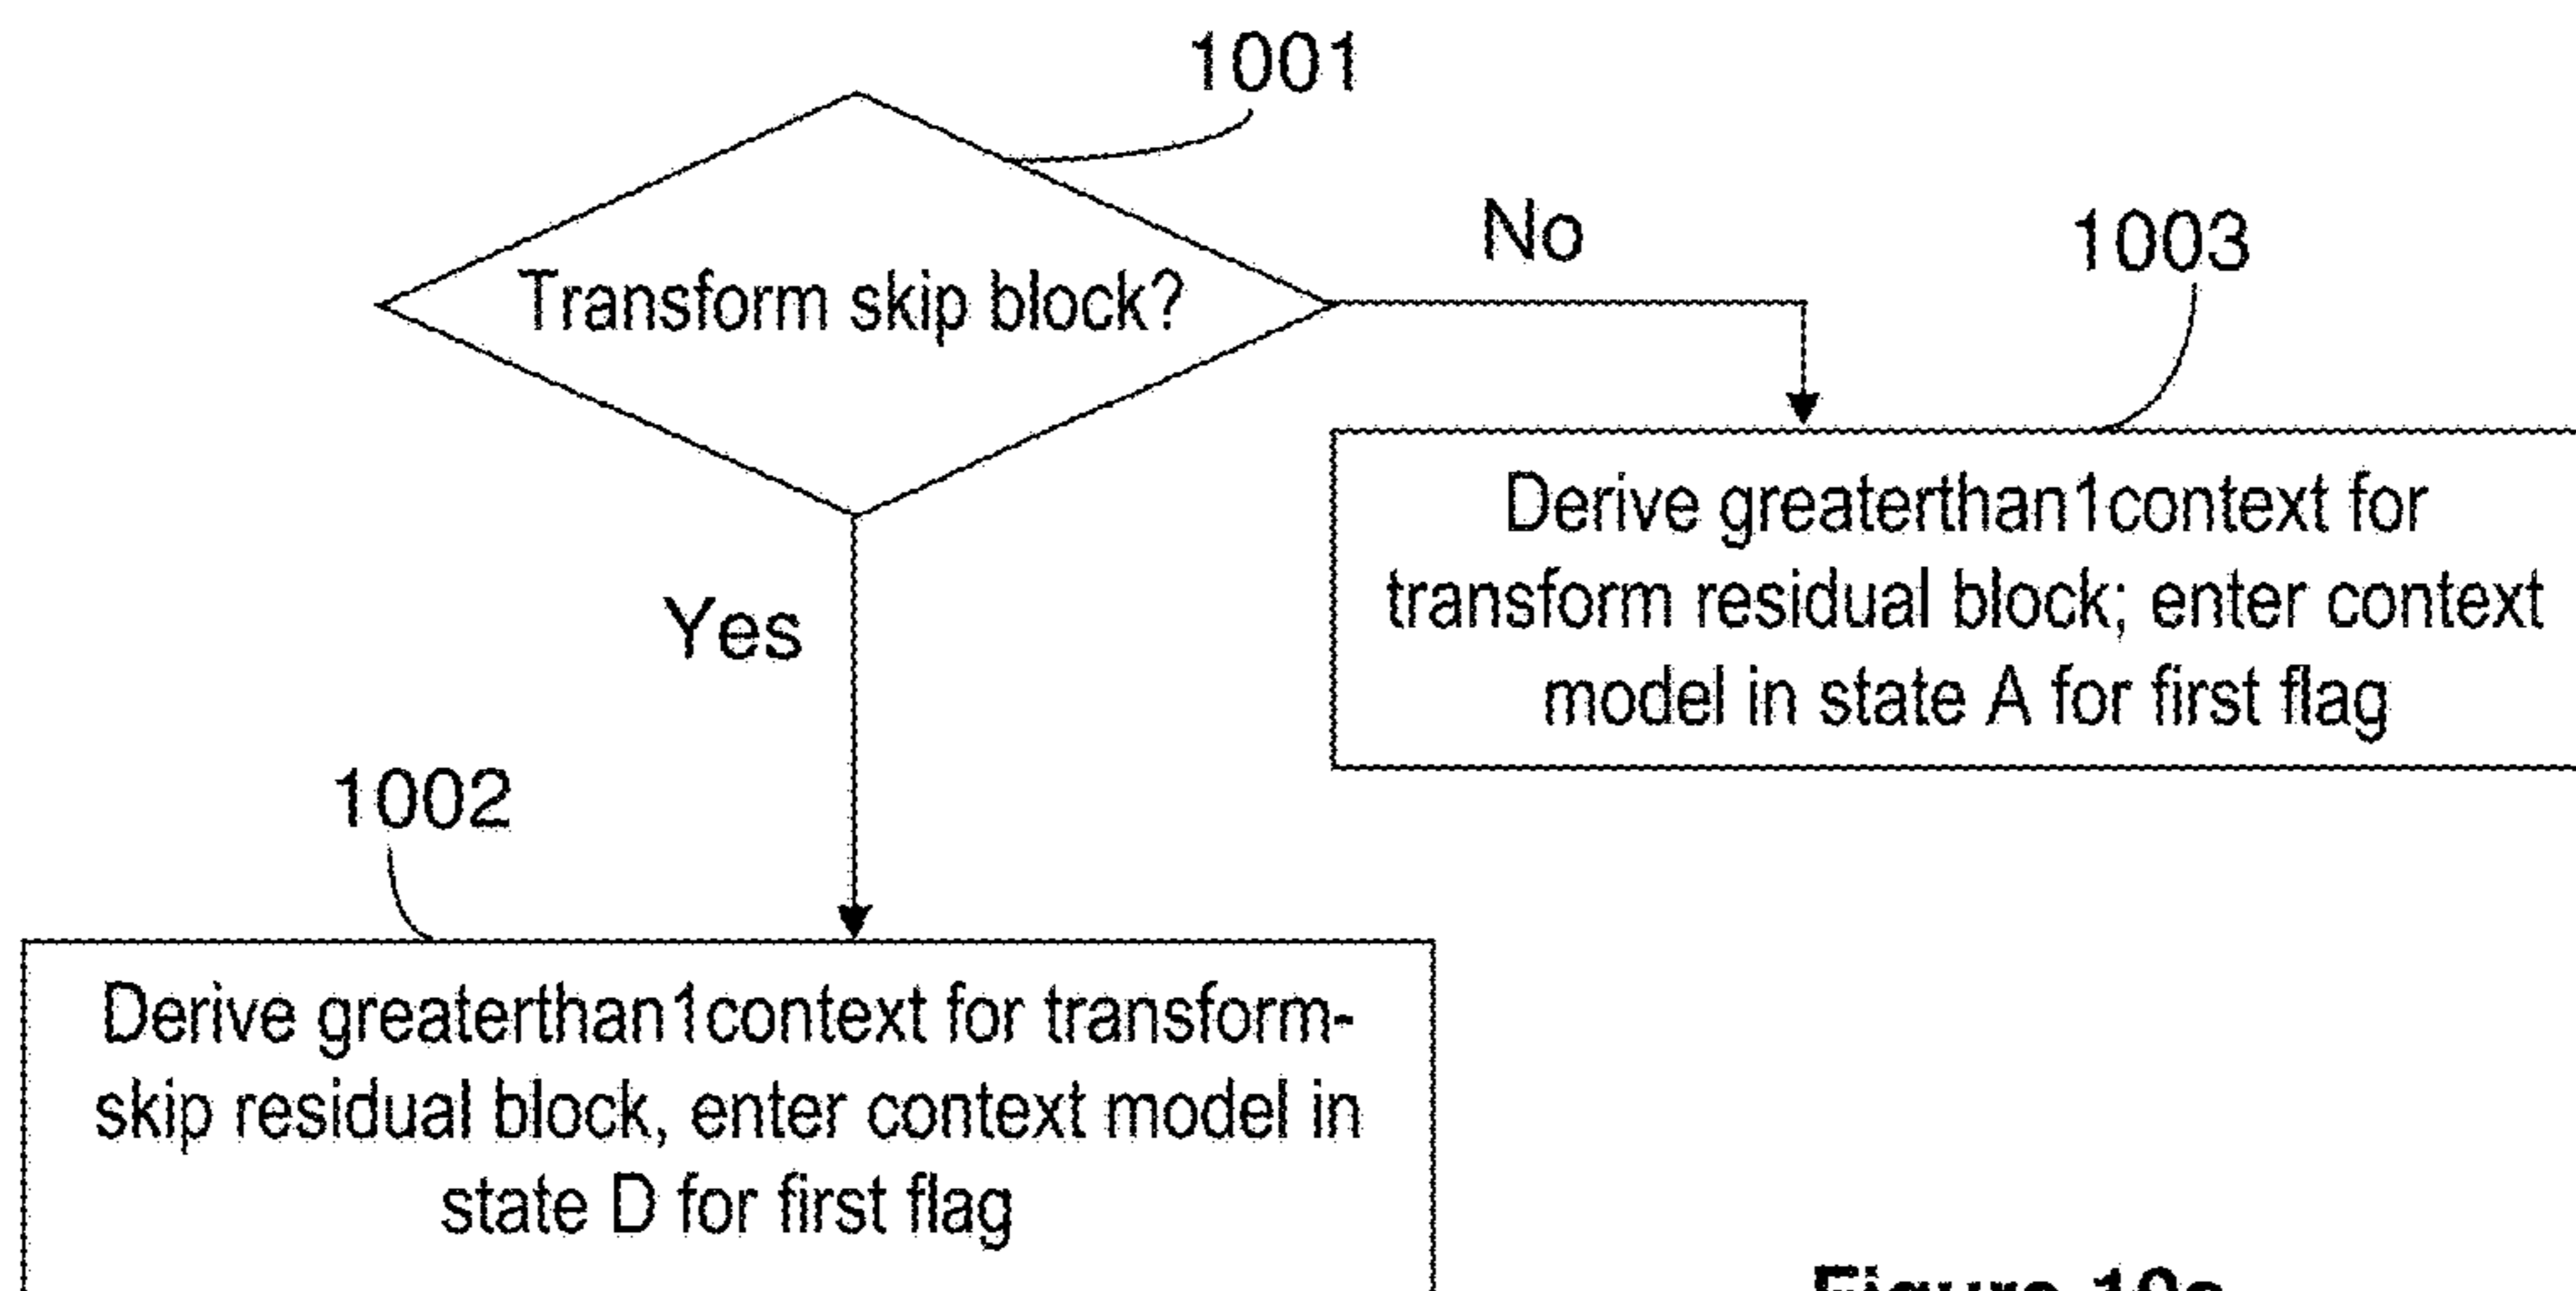 1001
Transform skip block?
No
1003
Derive greaterthan1context for
transform residual block; enter context
model in state A for first flag
Yes
1002
Derive greaterthan1context for transform-
skip residual block, enter context model in
state D for first flag